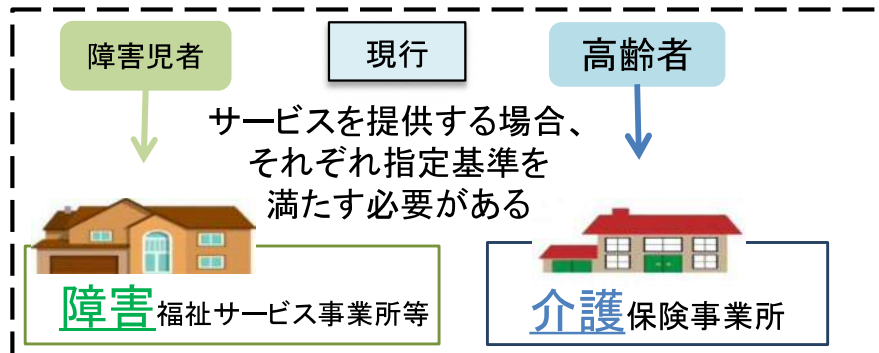 障害児者
現行
高齢者
サービスを提供する場合、
それぞれ指定基準を
満たす必要がある
障害福祉サービス事業所等
介護保険事業所